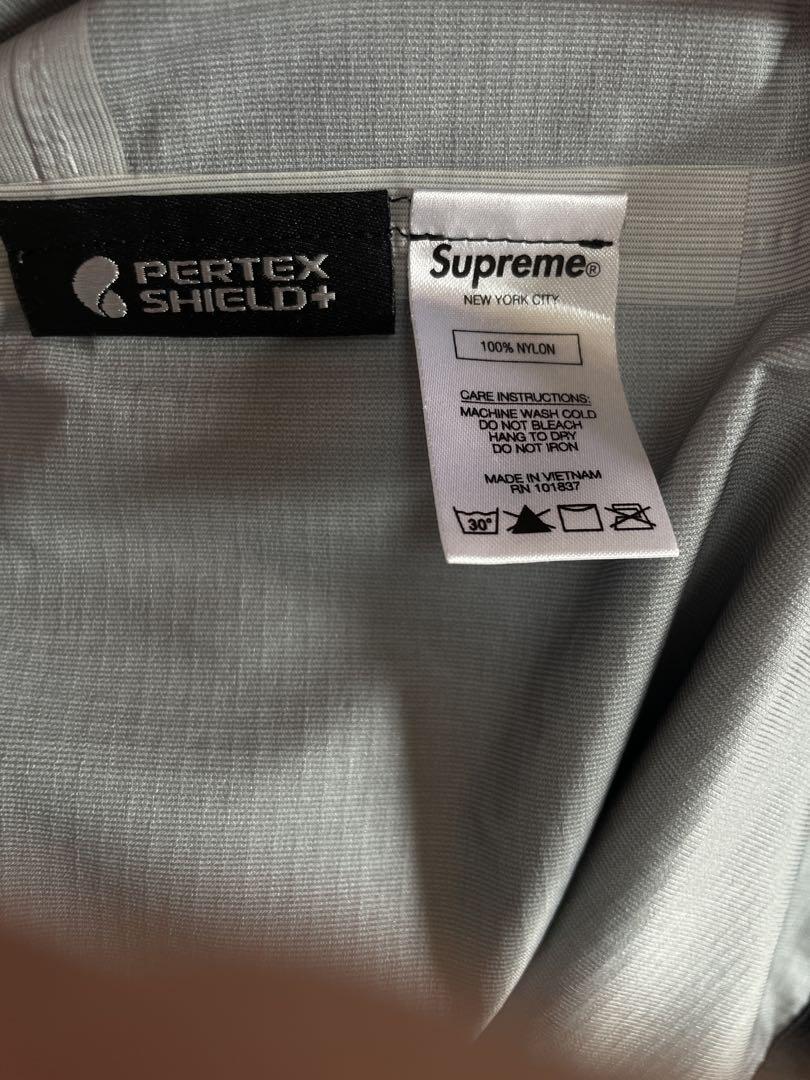 PERTEX
SHIELD+
Supreme®
NEW YORK CITY
100% NYLON
CARE INSTRUCTIONS:
MACHINE WASH COLD
DO NOT BLEACH
HANG TO DRY
DO NOT IRON
MADE IN VIETNAM
RN 101837
30°